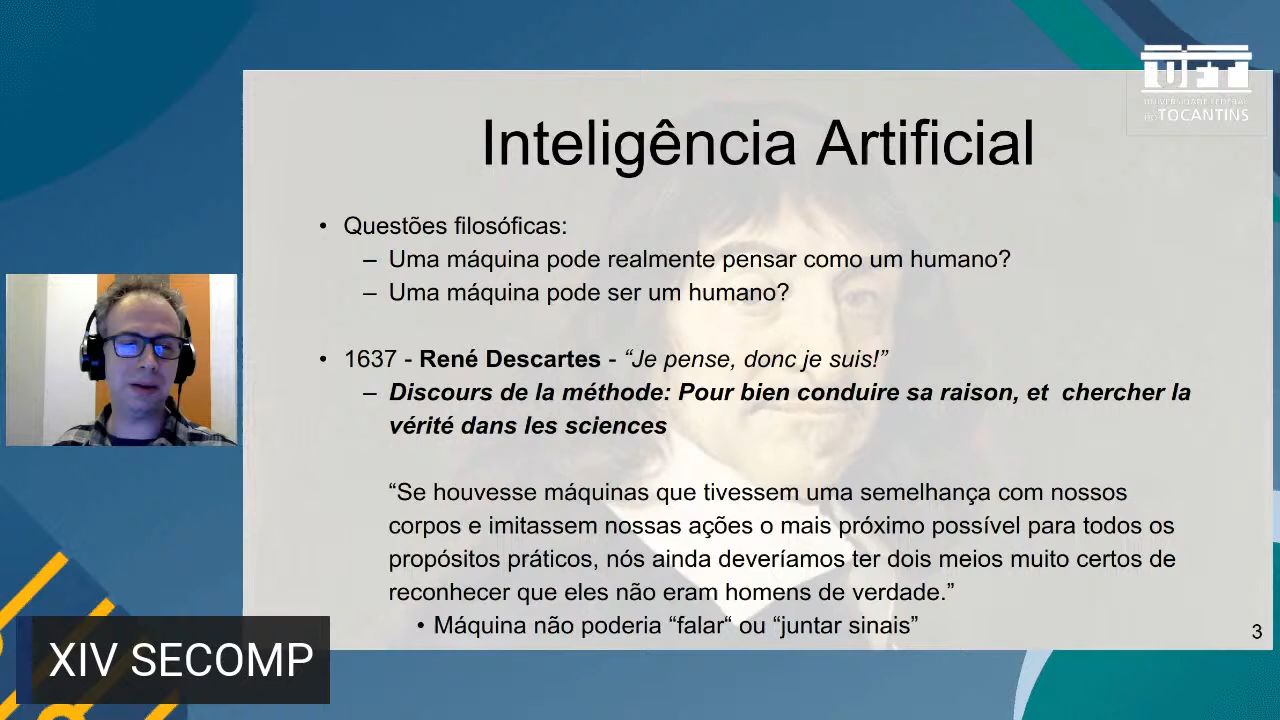 UFT
UNIVERSIDADE FEDERAL
DO TOCANTINS
Inteligência Artificial
• Questões filosóficas:
– Uma máquina pode realmente pensar como um humano?
– Uma máquina pode ser um humano?
• 1637 - René Descartes - “Je pense, donc je suis!”
– Discours de la méthode: Pour bien conduire sa raison, et chercher la
vérité dans les sciences
“Se houvesse máquinas que tivessem uma semelhança com nossos
corpos e imitassem nossas ações o mais próximo possível para todos os
propósitos práticos, nós ainda deveríamos ter dois meios muito certos de
reconhecer que eles não eram homens de verdade.”
• Máquina não poderia “falar“ ou “juntar sinais”
3
XIV SECOMP